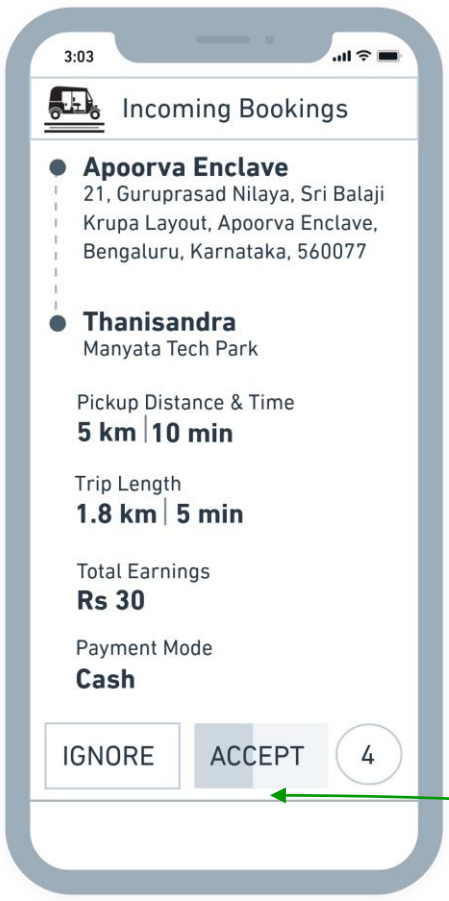 3:03
Incoming Bookings
Apoorva Enclave
21, Guruprasad Nilaya, Sri Balaji
Krupa Layout, Apoorva Enclave,
Bengaluru, Karnataka, 560077
Thanisandra
Manyata Tech Park
Pickup Distance & Time
5 km | 10 min
Trip Length
1.8 km | 5 min
Total Earnings
Rs 30
Payment Mode
Cash
IGNORE ACCEPT 4